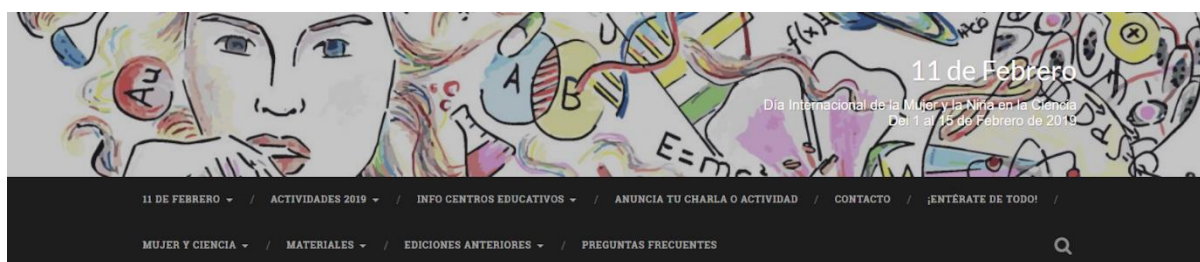 f(x)=
Au
A
B
11 de Febrero
Día Internacional de la Mujer y la Niña en la Ciencia
Del 1 al 15 de Febrero de 2019
E=mc²
11 DE FEBRERO / ACTIVIDADES 2019 / INFO CENTROS EDUCATIVOS / ANUNCIA TU CHARLA O ACTIVIDAD / CONTACTO / ¡ENTÉRATE DE TODO! /
MUJER Y CIENCIA / MATERIALES / EDICIONES ANTERIORES / PREGUNTAS FRECUENTES